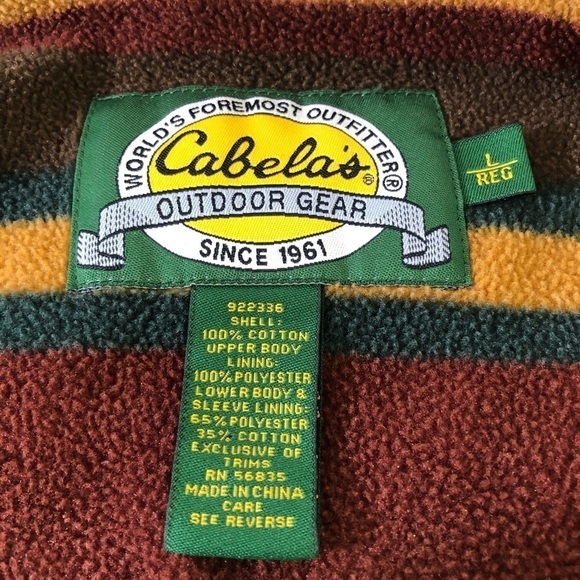 WORLD'S FOREMOST OUTFITTER®
Cabela's®
OUTDOOR GEAR
SINCE 1961
L
REG
922336
SHELL:
100% COTTON
UPPER BODY
LINING:
100% POLYESTER
LOWER BODY &
SLEEVE LINING:
65% POLYESTER
35% COTTON
EXCLUSIVE OF
TRIMS
RN 56835
MADE IN CHINA
CARE
SEE REVERSE